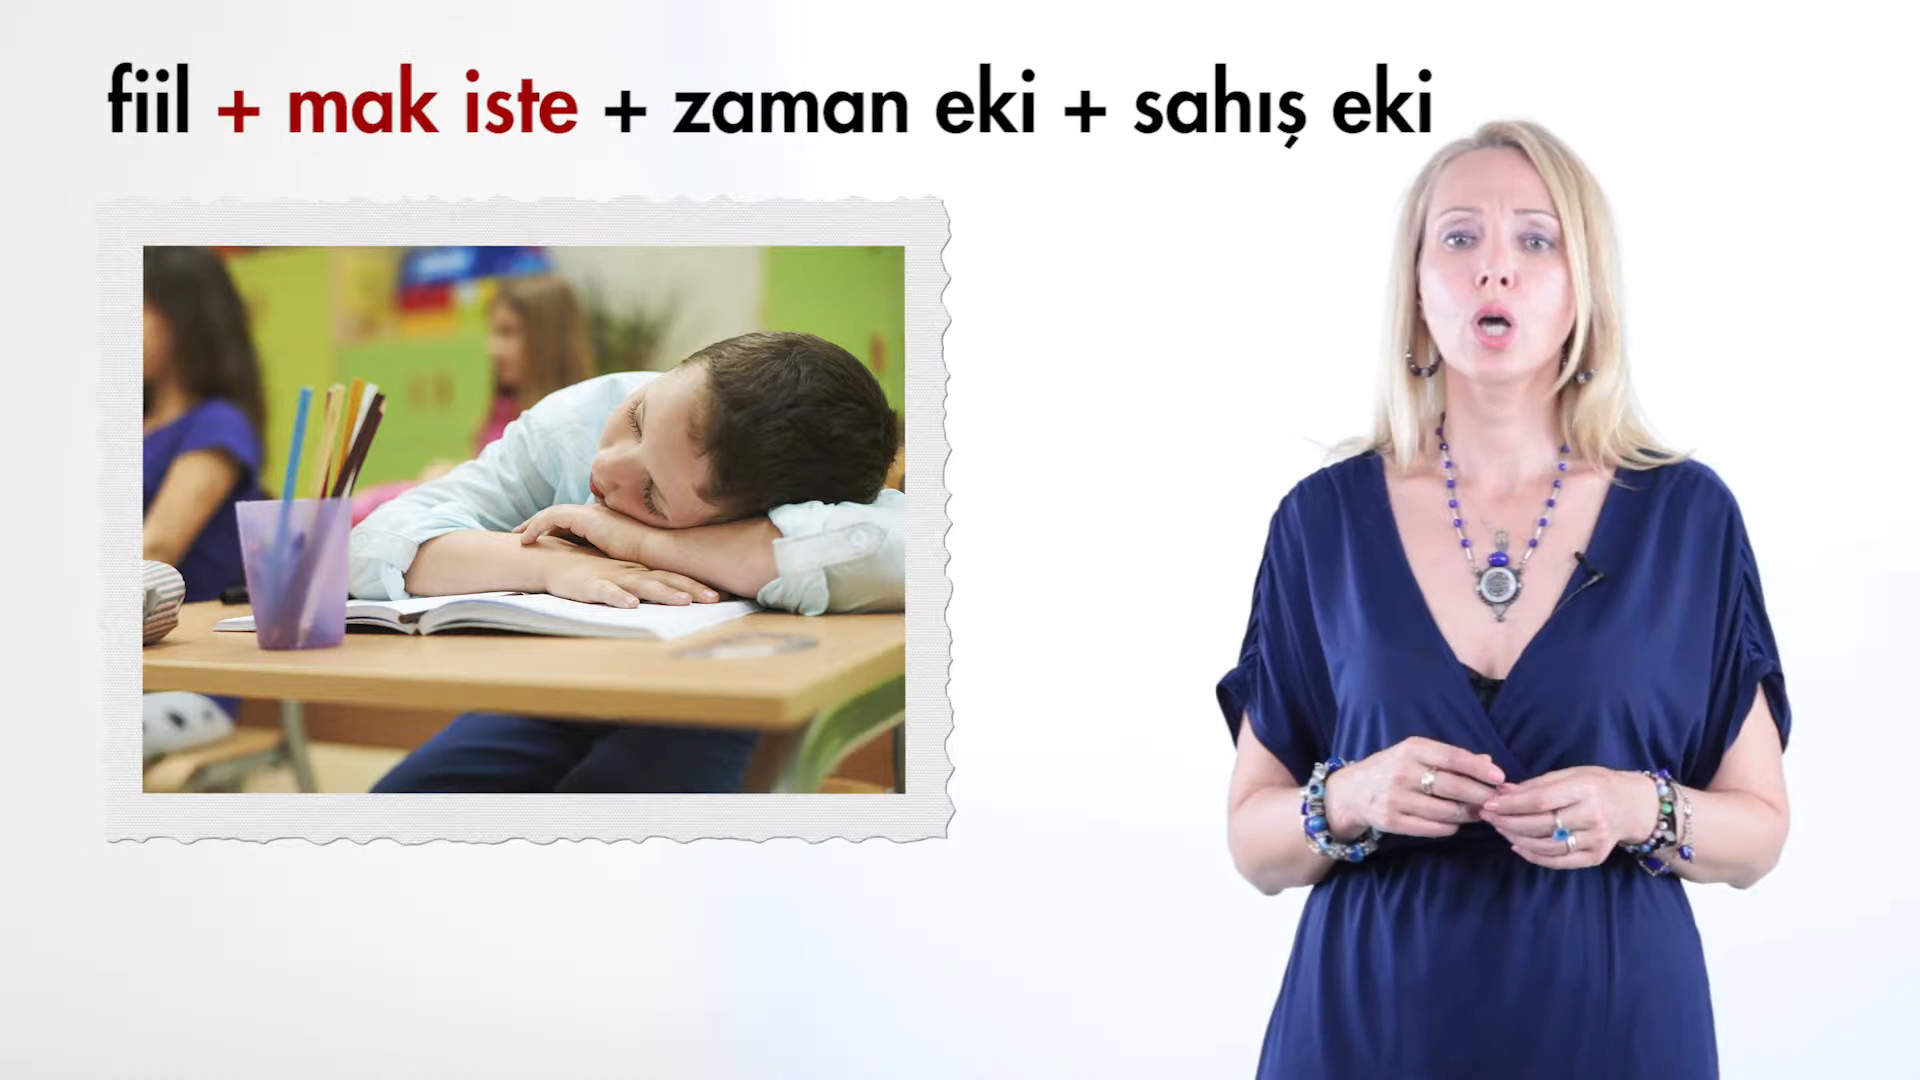 fiil + mak iste + zaman eki + sahış eki